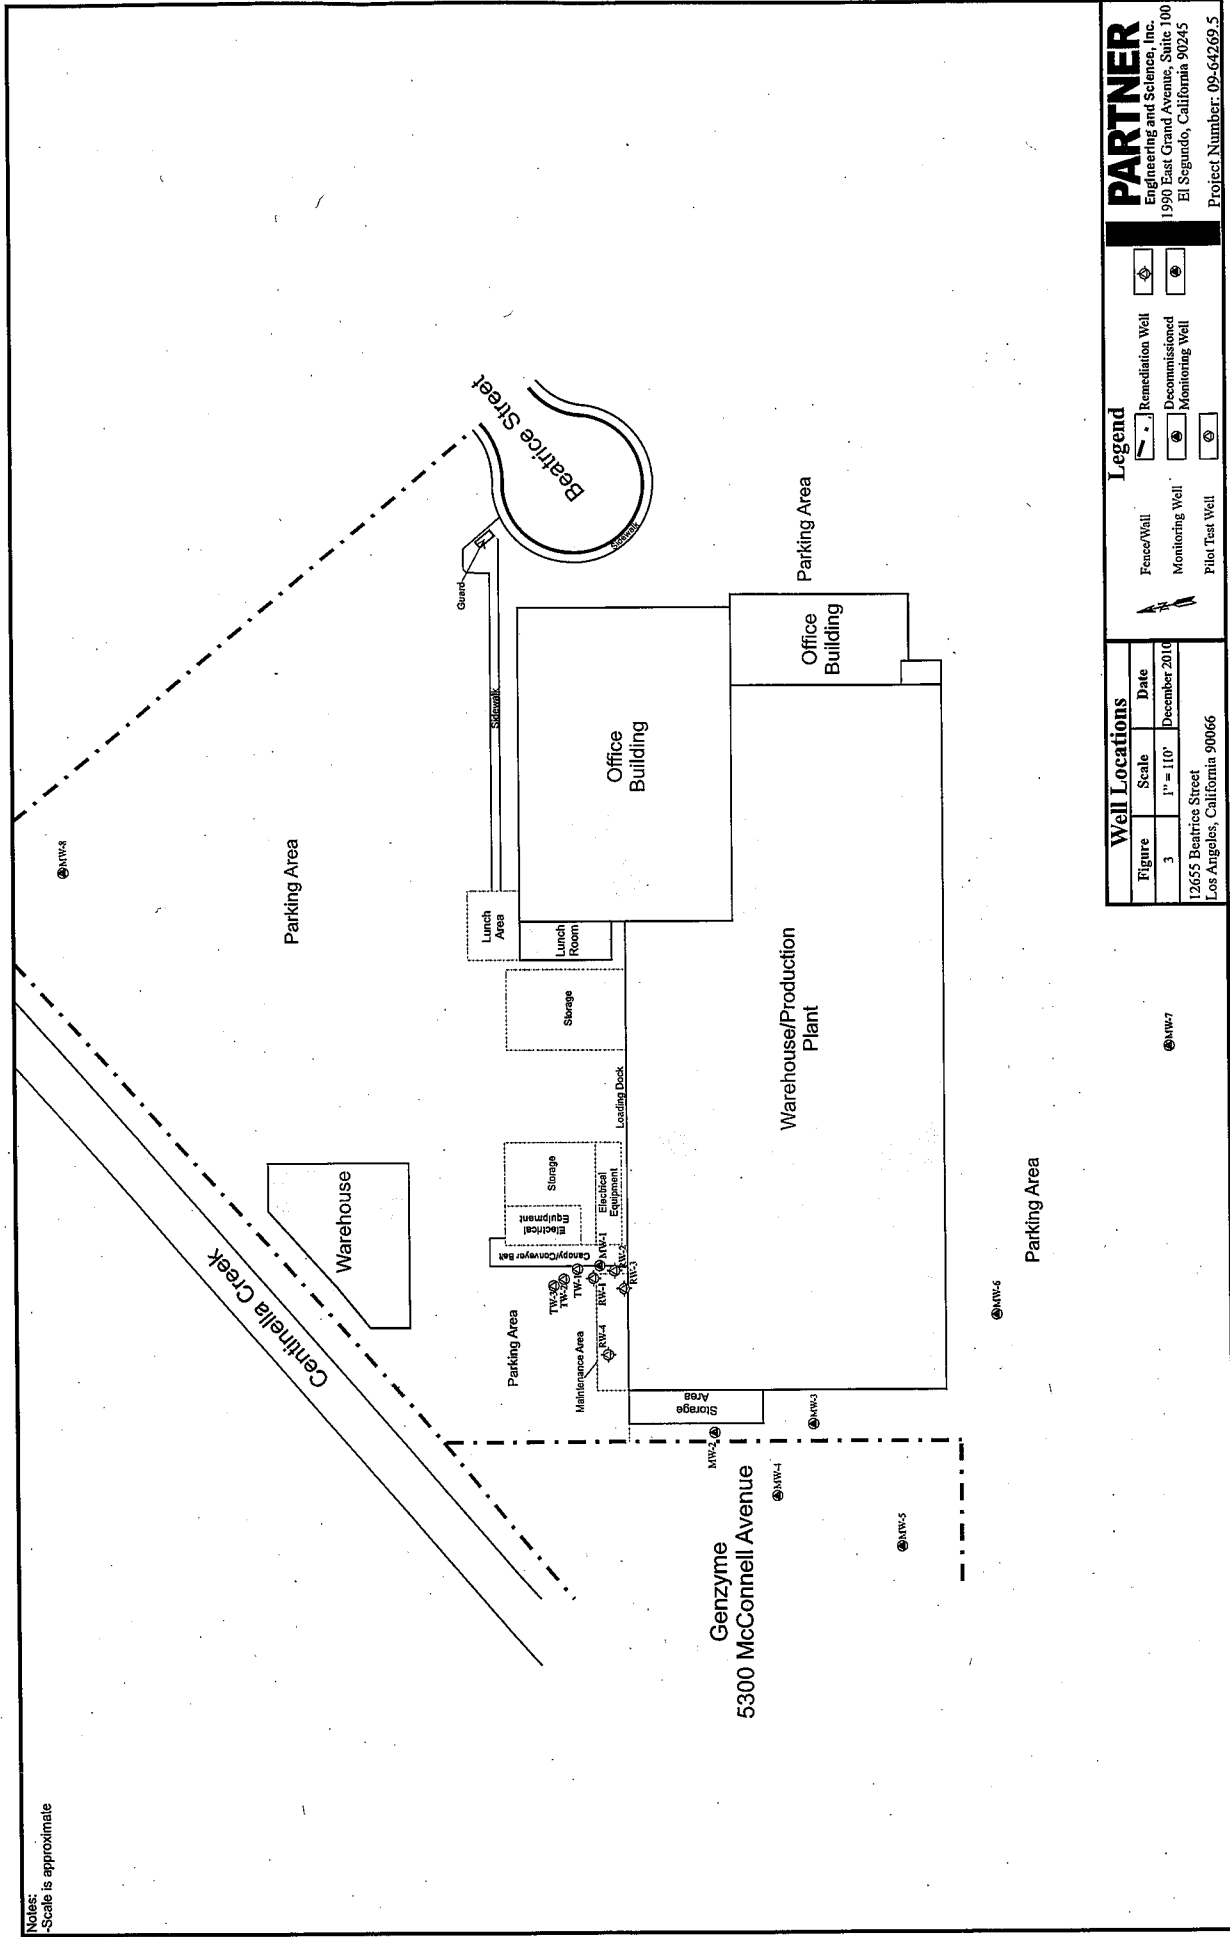 Notes:
-Scale is approximate
Centinella Creek
Warehouse
Parking Area
MW-8
Beatrice Street
Sidewalk
Guard
Sidewalk
Lunch
Area
Lunch
Room
Storage
Office
Building
Office
Building
Parking Area
Loading Dock
Storage
Electrical
Equipment
Electrical
Equipment
Canopy/Conveyor Belt
Parking Area
TW-3
TW-2
TW-1
MW-1
RW-1
RW-2
RW-3
RW-4
Maintenance Area
Warehouse/Production
Plant
Storage
Area
MW-2
MW-3
MW-4
MW-5
MW-6
MW-7
Genzyme
5300 McConnell Avenue
Parking Area
Well Locations
Figure
Scale
Date
3
1" = 110'
December 2010
12655 Beatrice Street
Los Angeles, California 90066
Legend
N
Fence/Wall
Remediation Well
Monitoring Well
Decommissioned
Monitoring Well
Pilot Test Well
PARTNER
Engineering and Science, Inc.
1990 East Grand Avenue, Suite 100
El Segundo, California 90245
Project Number: 09-64269.5